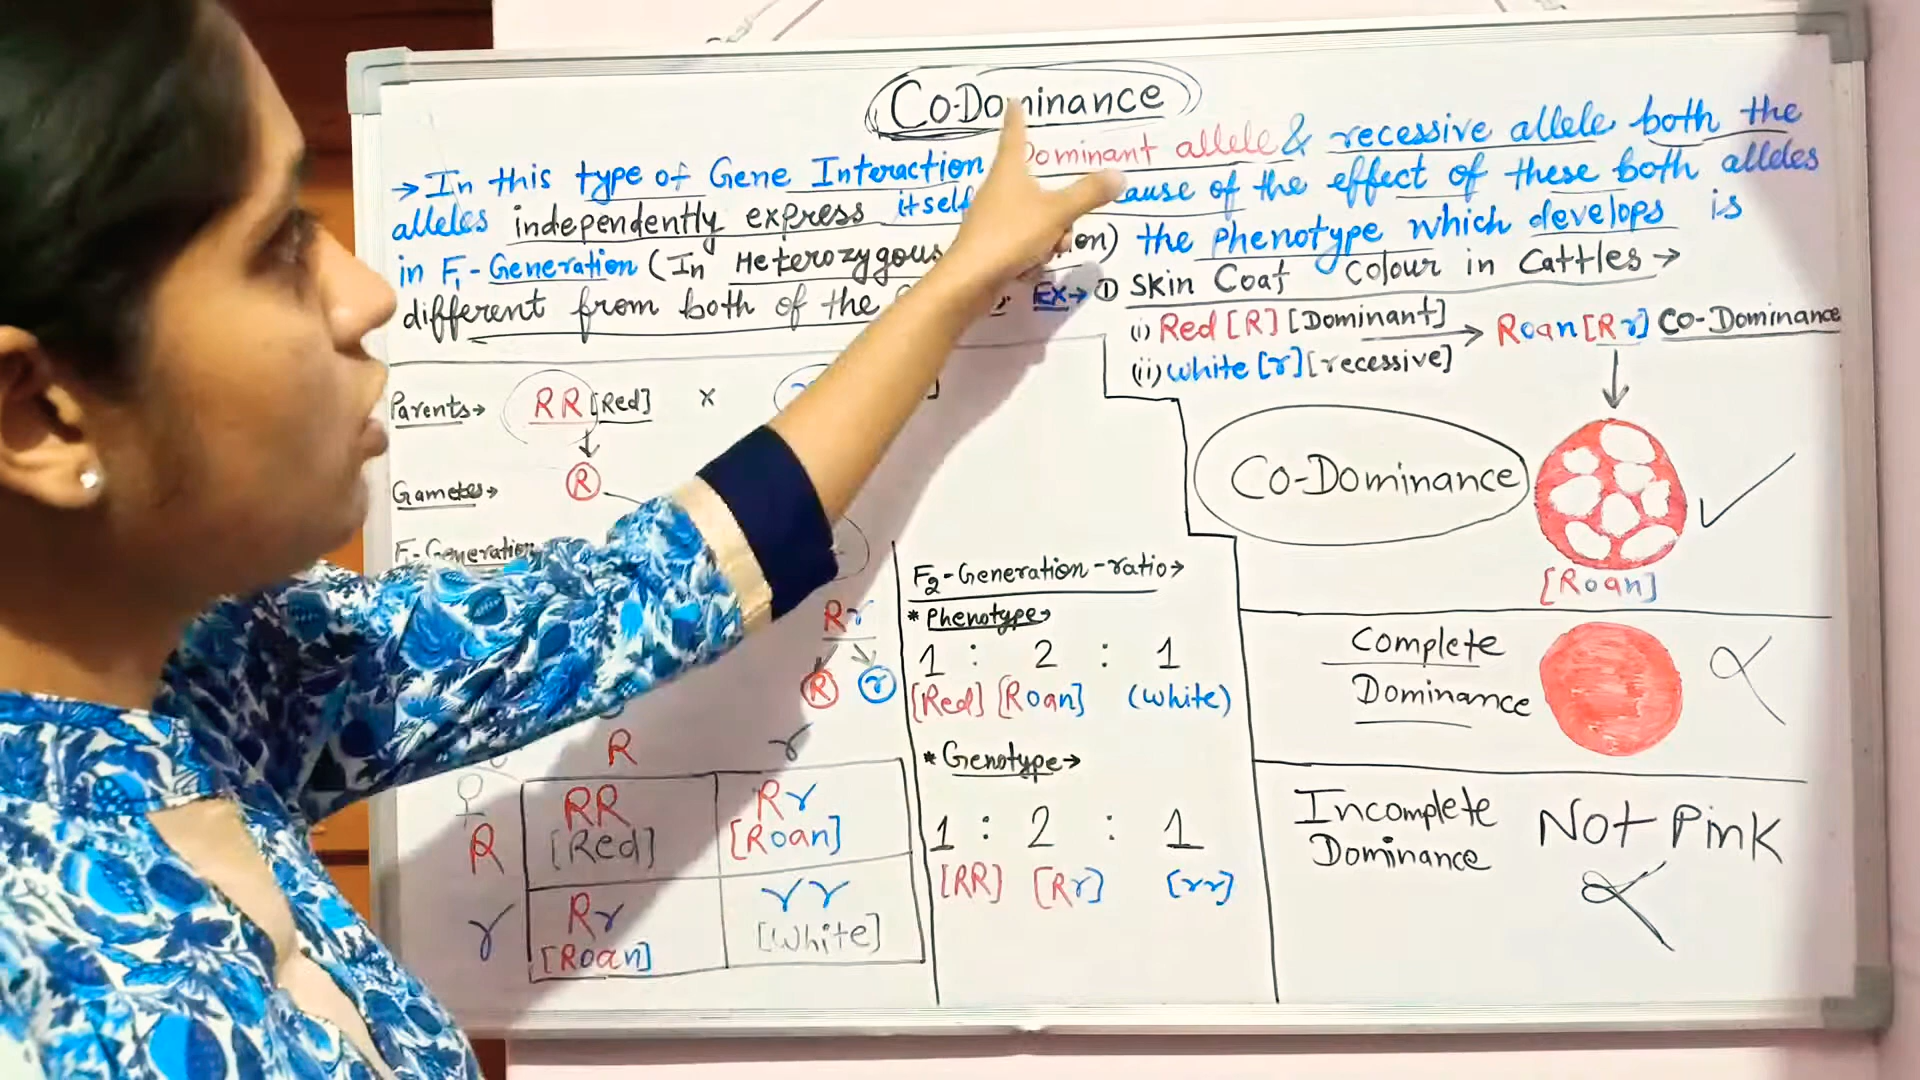 Co-Dominance
→ In this type of Gene Interaction Dominant allele & recessive allele both the
alleles independently express itself of the effect of these both alleles
in F1-Generation (In Heterozygous the phenotype which develops is
different from both of the Ex→ ① Skin Coat Colour in Cattles →
(i) Red [R] [Dominant] → Roan [Rr] Co-Dominance
(ii) White [r] [recessive]
Parents→ RR [Red] ×
Gametes→ R
F1-Generation
Rr
R r
R r
♀
R RR Rr
[Red] [Roan]
r Rr rr
[Roan] [White]
F2-Generation-ratio→
* Phenotype→
1 : 2 : 1
[Red] [Roan] (white)
* Genotype→
1 : 2 : 1
[RR] [Rr] [rr]
Co-Dominance
[Roan]
Complete
Dominance
Incomplete
Dominance
Not Pink